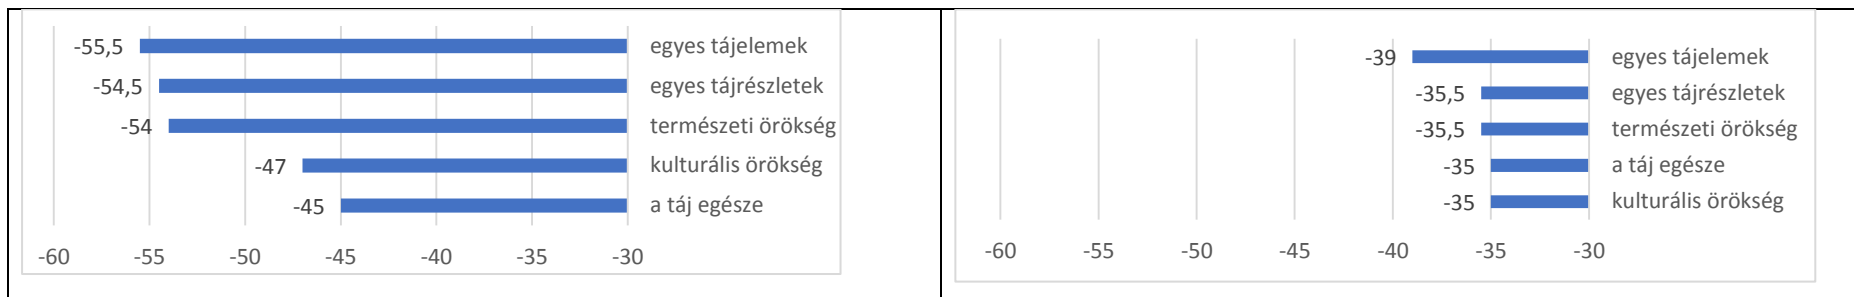 -55,5 egyes tájelemek
-54,5 egyes tájrészletek
-54 természeti örökség
-47 kulturális örökség
-45 a táj egésze
-60 -55 -50 -45 -40 -35 -30
-39 egyes tájelemek
-35,5 egyes tájrészletek
-35,5 természeti örökség
-35 a táj egésze
-35 kulturális örökség
-60 -55 -50 -45 -40 -35 -30